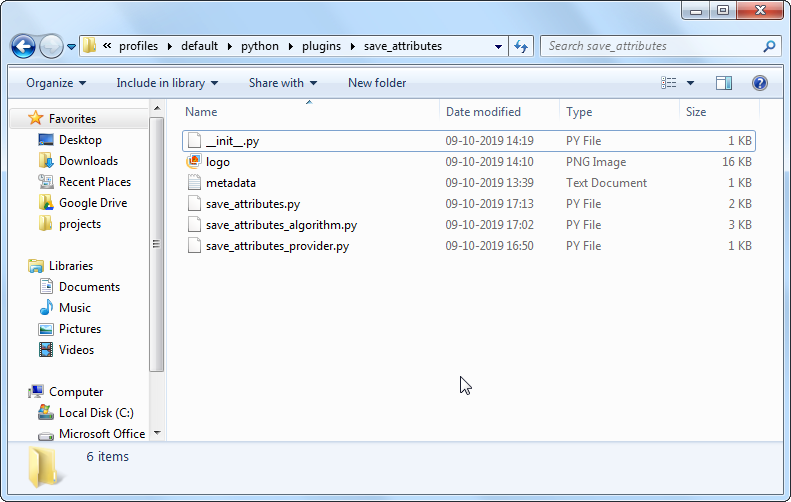 profiles default python plugins save_attributes Search save_attributes
Organize Include in library Share with New folder
Name Date modified Type Size
__init__.py 09-10-2019 14:19 PY File 1 KB
logo 09-10-2019 14:10 PNG Image 16 KB
metadata 09-10-2019 13:39 Text Document 1 KB
save_attributes.py 09-10-2019 17:13 PY File 2 KB
save_attributes_algorithm.py 09-10-2019 17:02 PY File 3 KB
save_attributes_provider.py 09-10-2019 16:50 PY File 1 KB
Favorites
Desktop
Downloads
Recent Places
Google Drive
projects
Libraries
Documents
Music
Pictures
Videos
Computer
Local Disk (C:)
Microsoft Office
6 items